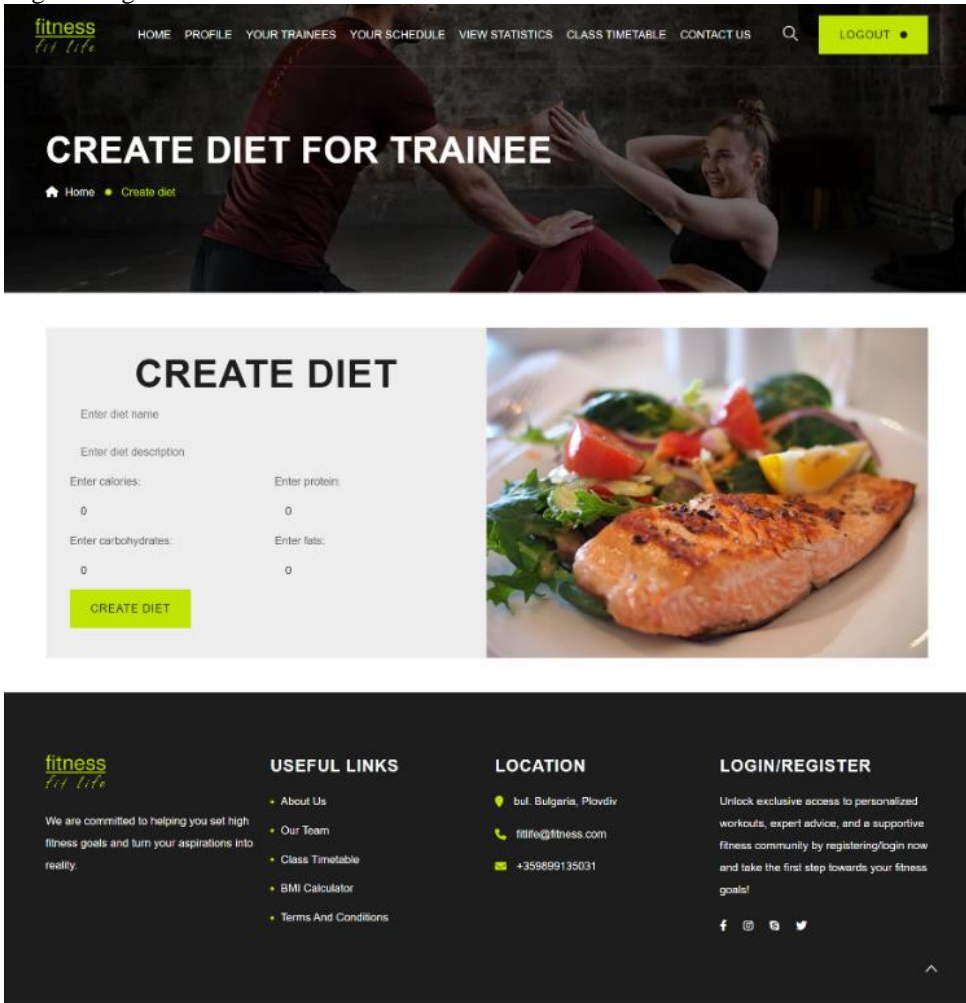 fitness
fit life
HOME PROFILE YOUR TRAINEES YOUR SCHEDULE VIEW STATISTICS CLASS TIMETABLE CONTACT US LOGOUT
CREATE DIET FOR TRAINEE
Home Create diet
CREATE DIET
Enter diet name
Enter diet description
Enter calories: Enter protein:
0 0
Enter carbohydrates: Enter fats:
0 0
CREATE DIET
fitness
fit life
We are committed to helping you set high
fitness goals and turn your aspirations into
reality.
USEFUL LINKS
About Us
Our Team
Class Timetable
BMI Calculator
Terms And Conditions
LOCATION
bul. Bulgaria, Plovdiv
fitlife@fitness.com
+359899135031
LOGIN/REGISTER
Unlock exclusive access to personalized
workouts, expert advice, and a supportive
fitness community by registering/login now
and take the first step towards your fitness
goals!